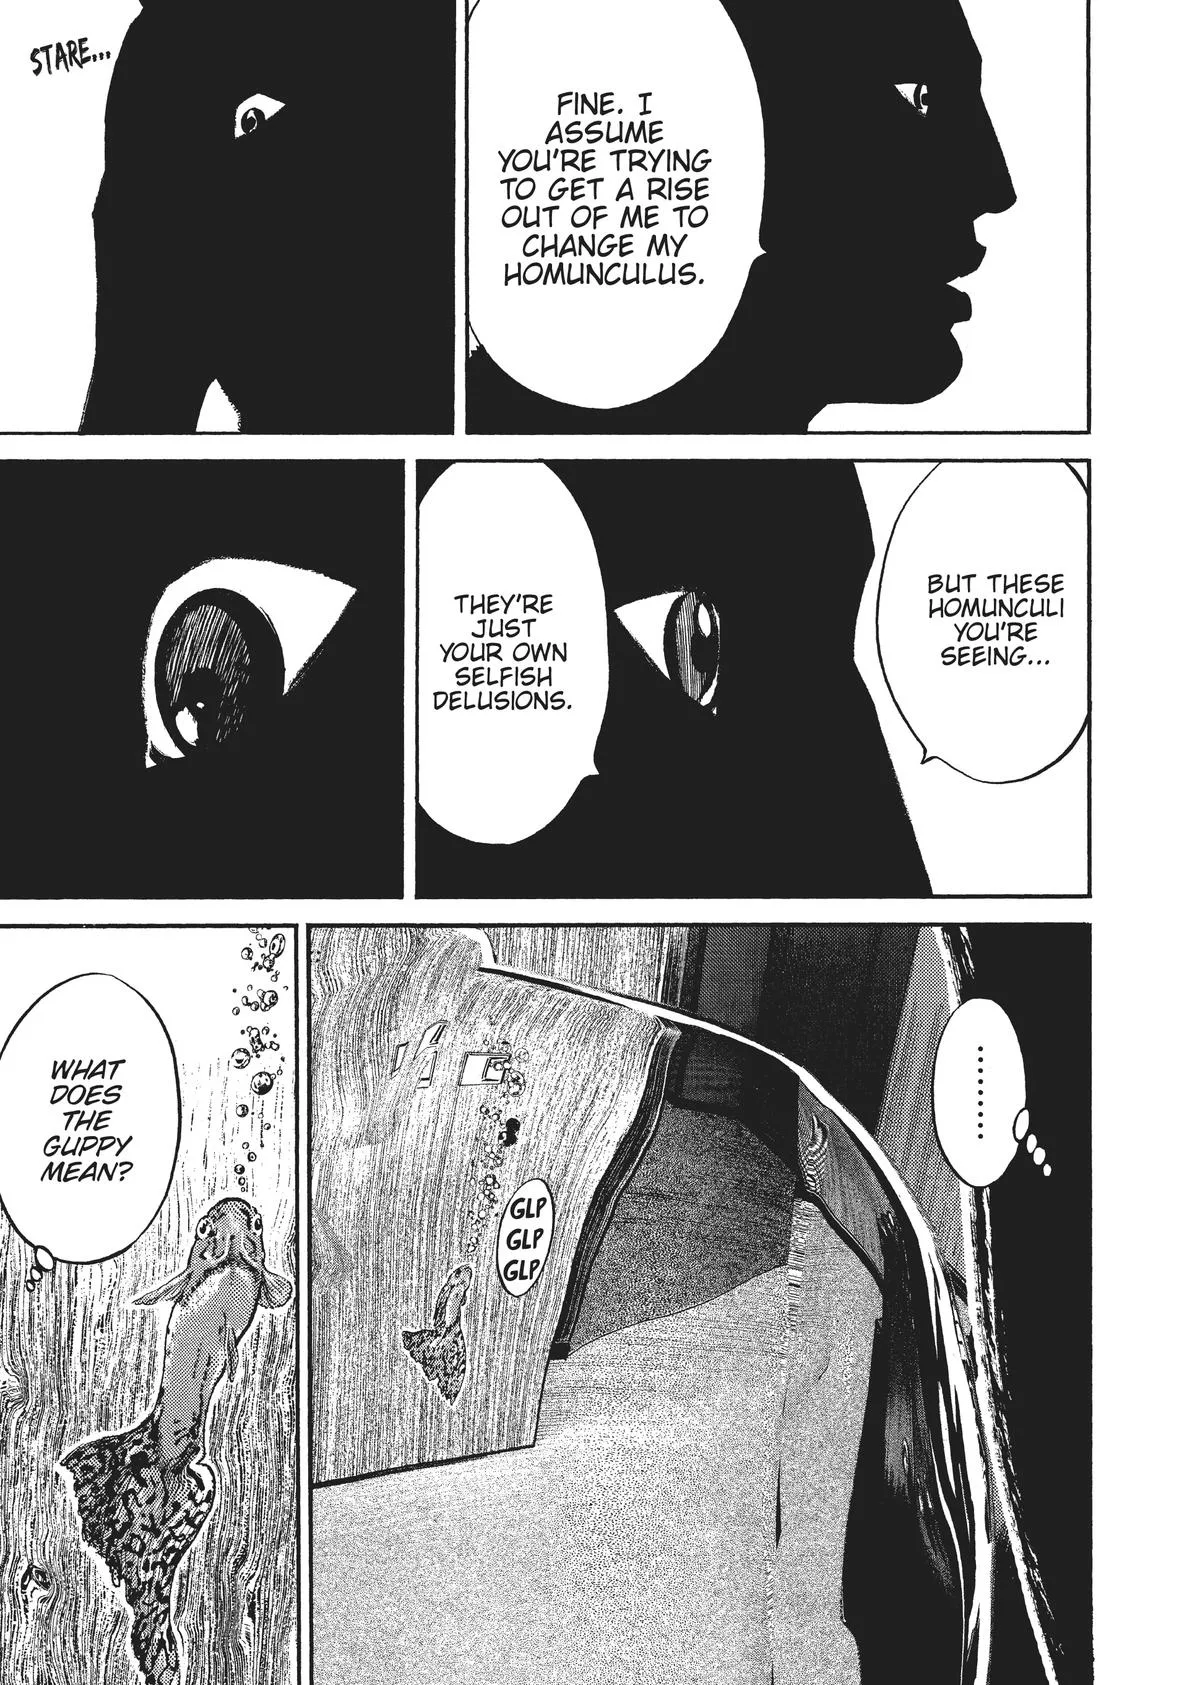 FINE. I
ASSUME
YOU'RE TRYING
TO GET A RISE
OUT OF ME TO
CHANGE MY
HOMUNCULUS.
STARE...
BUT THESE
HOMUNCULI
YOU'RE
SEEING...
THEY'RE
JUST
YOUR OWN
SELFISH
DELUSIONS.
........
GLP
GLP
GLP
WHAT
DOES
THE
GUPPY
MEAN?